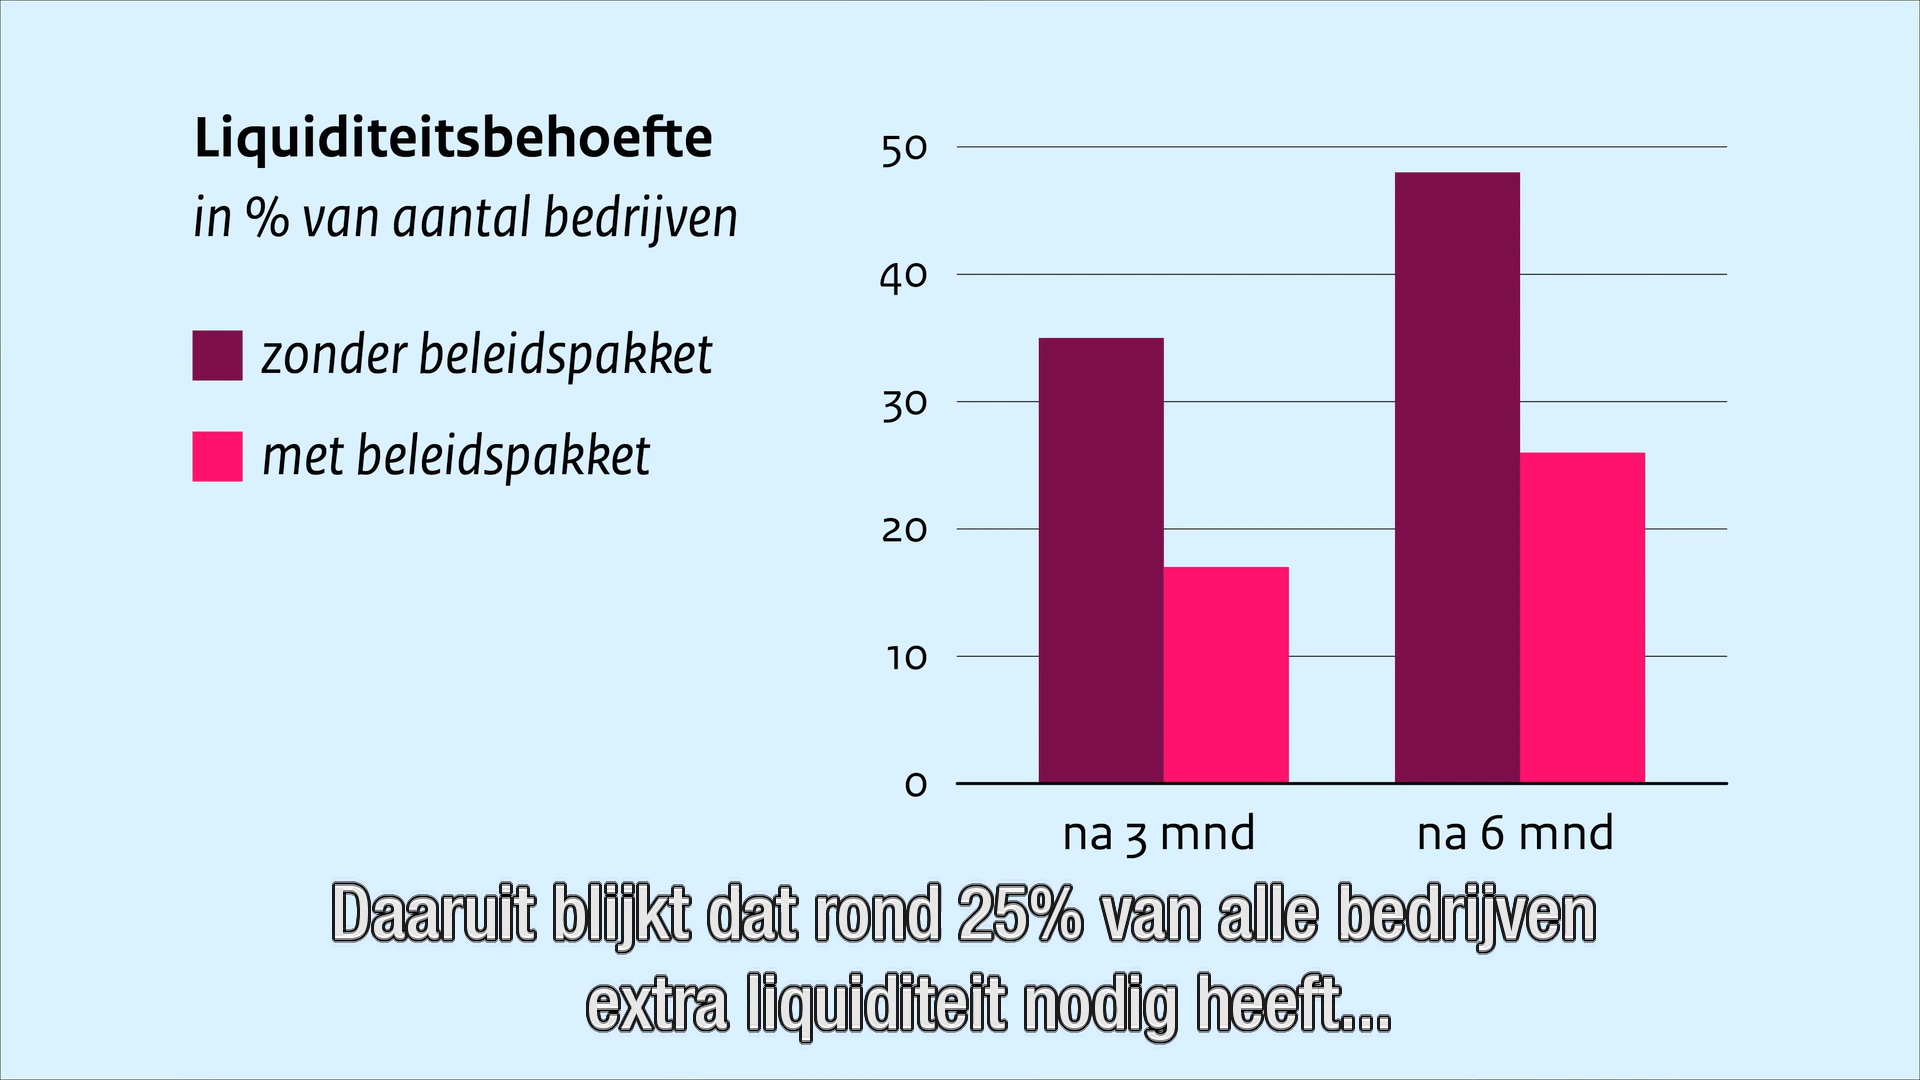 Liquiditeitsbehoefte
in % van aantal bedrijven
zonder beleidspakket
met beleidspakket
50
40
30
20
10
0
na 3 mnd
na 6 mnd
Daaruit blijkt dat rond 25% van alle bedrijven
extra liquiditeit nodig heeft...